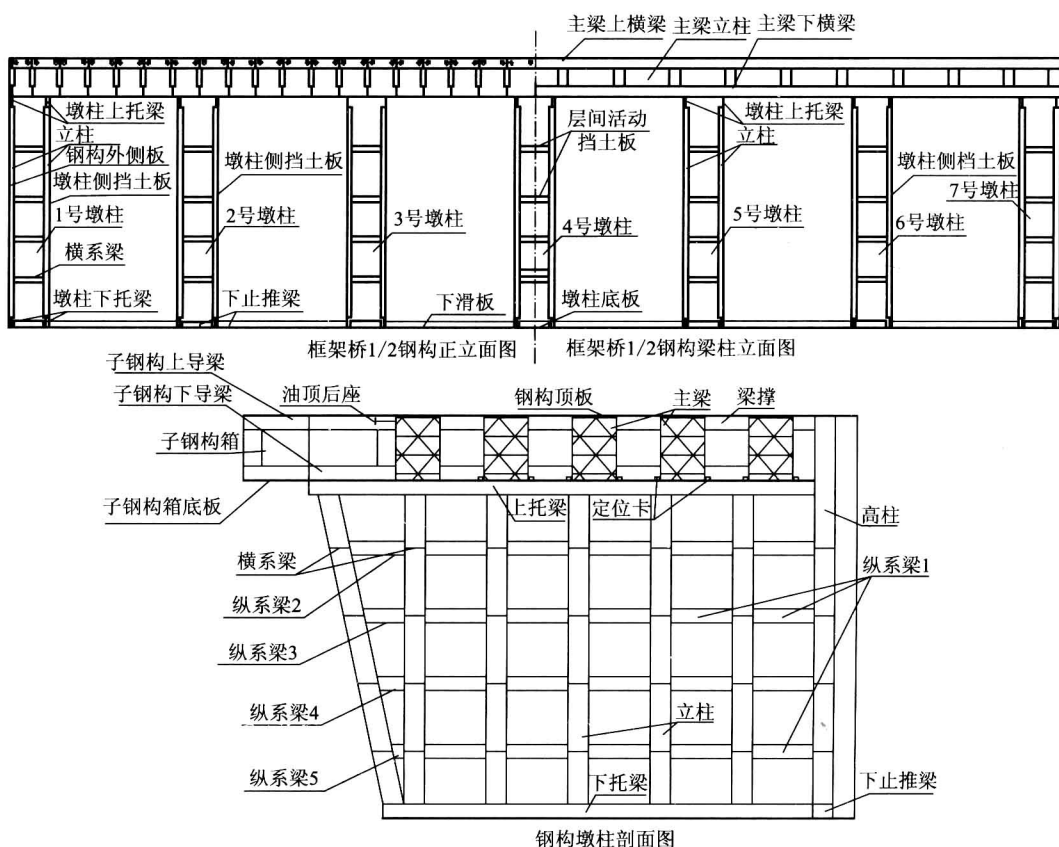 主梁上横梁
主梁立柱
主梁下横梁
墩柱上托梁
立柱
钢构外侧板
墩柱侧挡土板
1号墩柱
横系梁
墩柱下托梁
墩柱侧挡土板
2号墩柱
下止推梁
3号墩柱
下滑板
层间活动
挡土板
4号墩柱
墩柱底板
墩柱上托梁
立柱
5号墩柱
墩柱侧档土板
6号墩柱
7号墩柱
框架桥1/2钢构正立面图
框架桥1/2钢构梁柱立面图
子钢构上导梁
子钢构下导梁
油顶后座
钢构顶板
主梁
梁撑
子钢构箱
子钢构箱底板
上托梁
定位卡
高柱
横系梁
纵系梁2
纵系梁1
纵系梁3
纵系梁4
立柱
纵系梁5
下托梁
下止推梁
钢构墩柱剖面图